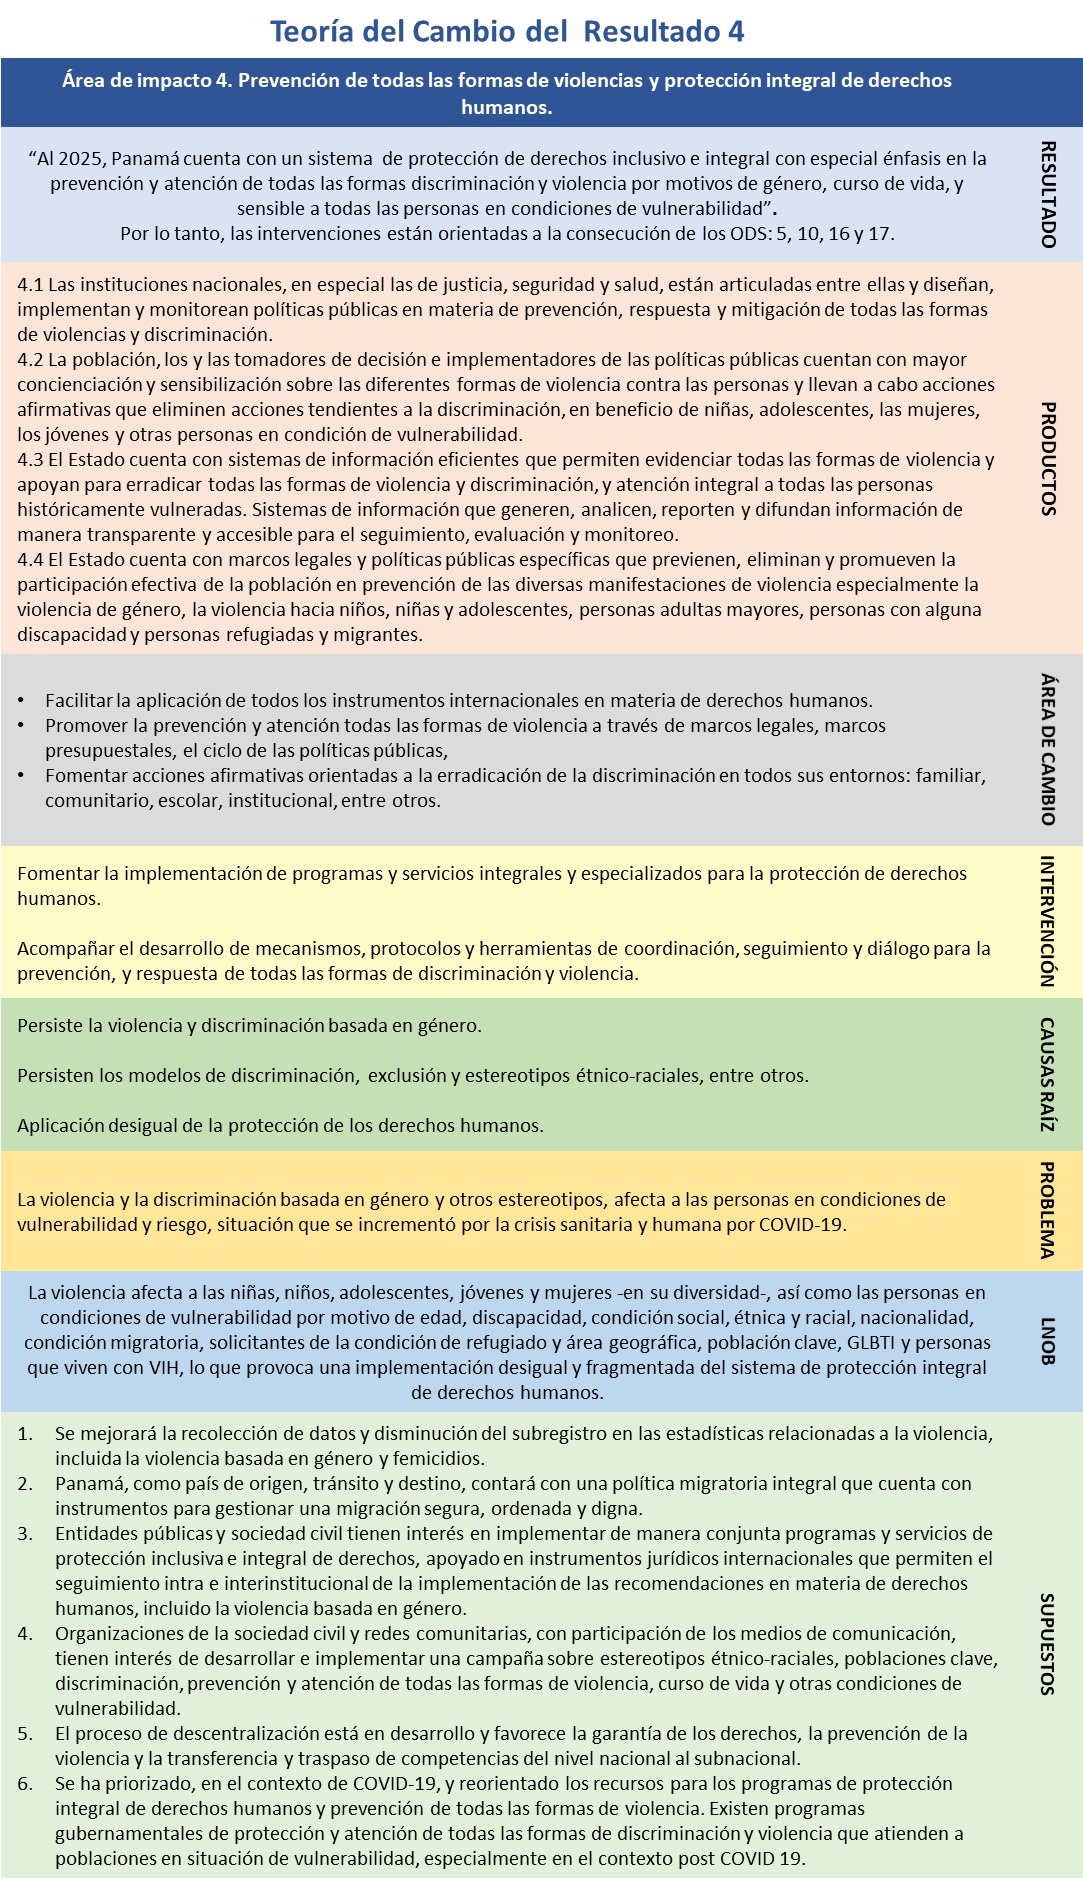 Teoría del Cambio del Resultado 4
Área de impacto 4. Prevención de todas las formas de violencias y protección integral de derechos
humanos.
“Al 2025, Panamá cuenta con un sistema de protección de derechos inclusivo e integral con especial énfasis en la
prevención y atención de todas las formas discriminación y violencia por motivos de género, curso de vida, y
sensible a todas las personas en condiciones de vulnerabilidad”.
Por lo tanto, las intervenciones están orientadas a la consecución de los ODS: 5, 10, 16 y 17.
RESULTADO
4.1 Las instituciones nacionales, en especial las de justicia, seguridad y salud, están articuladas entre ellas y diseñan,
implementan y monitorean políticas públicas en materia de prevención, respuesta y mitigación de todas las formas
de violencias y discriminación.
4.2 La población, los y las tomadores de decisión e implementadores de las políticas públicas cuentan con mayor
concienciación y sensibilización sobre las diferentes formas de violencia contra las personas y llevan a cabo acciones
afirmativas que eliminen acciones tendientes a la discriminación, en beneficio de niñas, adolescentes, las mujeres,
los jóvenes y otras personas en condición de vulnerabilidad.
4.3 El Estado cuenta con sistemas de información eficientes que permiten evidenciar todas las formas de violencia y
apoyan para erradicar todas las formas de violencia y discriminación, y atención integral a todas las personas
históricamente vulneradas. Sistemas de información que generen, analicen, reporten y difundan información de
manera transparente y accesible para el seguimiento, evaluación y monitoreo.
4.4 El Estado cuenta con marcos legales y políticas públicas específicas que previenen, eliminan y promueven la
participación efectiva de la población en prevención de las diversas manifestaciones de violencia especialmente la
violencia de género, la violencia hacia niños, niñas y adolescentes, personas adultas mayores, personas con alguna
discapacidad y personas refugiadas y migrantes.
PRODUCTOS
• Facilitar la aplicación de todos los instrumentos internacionales en materia de derechos humanos.
• Promover la prevención y atención todas las formas de violencia a través de marcos legales, marcos
presupuestales, el ciclo de las políticas públicas,
• Fomentar acciones afirmativas orientadas a la erradicación de la discriminación en todos sus entornos: familiar,
comunitario, escolar, institucional, entre otros.
ÁREA DE CAMBIO
Fomentar la implementación de programas y servicios integrales y especializados para la protección de derechos
humanos.
Acompañar el desarrollo de mecanismos, protocolos y herramientas de coordinación, seguimiento y diálogo para la
prevención, y respuesta de todas las formas de discriminación y violencia.
INTERVENCIÓN
Persiste la violencia y discriminación basada en género.
Persisten los modelos de discriminación, exclusión y estereotipos étnico-raciales, entre otros.
Aplicación desigual de la protección de los derechos humanos.
CAUSAS RAÍZ
La violencia y la discriminación basada en género y otros estereotipos, afecta a las personas en condiciones de
vulnerabilidad y riesgo, situación que se incrementó por la crisis sanitaria y humana por COVID-19.
PROBLEMA
La violencia afecta a las niñas, niños, adolescentes, jóvenes y mujeres -en su diversidad-, así como las personas en
condiciones de vulnerabilidad por motivo de edad, discapacidad, condición social, étnica y racial, nacionalidad,
condición migratoria, solicitantes de la condición de refugiado y área geográfica, población clave, GLBTI y personas
que viven con VIH, lo que provoca una implementación desigual y fragmentada del sistema de protección integral
de derechos humanos.
LNOB
1. Se mejorará la recolección de datos y disminución del subregistro en las estadísticas relacionadas a la violencia,
incluida la violencia basada en género y femicidios.
2. Panamá, como país de origen, tránsito y destino, contará con una política migratoria integral que cuenta con
instrumentos para gestionar una migración segura, ordenada y digna.
3. Entidades públicas y sociedad civil tienen interés en implementar de manera conjunta programas y servicios de
protección inclusiva e integral de derechos, apoyado en instrumentos jurídicos internacionales que permiten el
seguimiento intra e interinstitucional de la implementación de las recomendaciones en materia de derechos
humanos, incluido la violencia basada en género.
4. Organizaciones de la sociedad civil y redes comunitarias, con participación de los medios de comunicación,
tienen interés de desarrollar e implementar una campaña sobre estereotipos étnico-raciales, poblaciones clave,
discriminación, prevención y atención de todas las formas de violencia, curso de vida y otras condiciones de
vulnerabilidad.
5. El proceso de descentralización está en desarrollo y favorece la garantía de los derechos, la prevención de la
violencia y la transferencia y traspaso de competencias del nivel nacional al subnacional.
6. Se ha priorizado, en el contexto de COVID-19, y reorientado los recursos para los programas de protección
integral de derechos humanos y prevención de todas las formas de violencia. Existen programas
gubernamentales de protección y atención de todas las formas de discriminación y violencia que atienden a
poblaciones en situación de vulnerabilidad, especialmente en el contexto post COVID 19.
SUPUESTOS